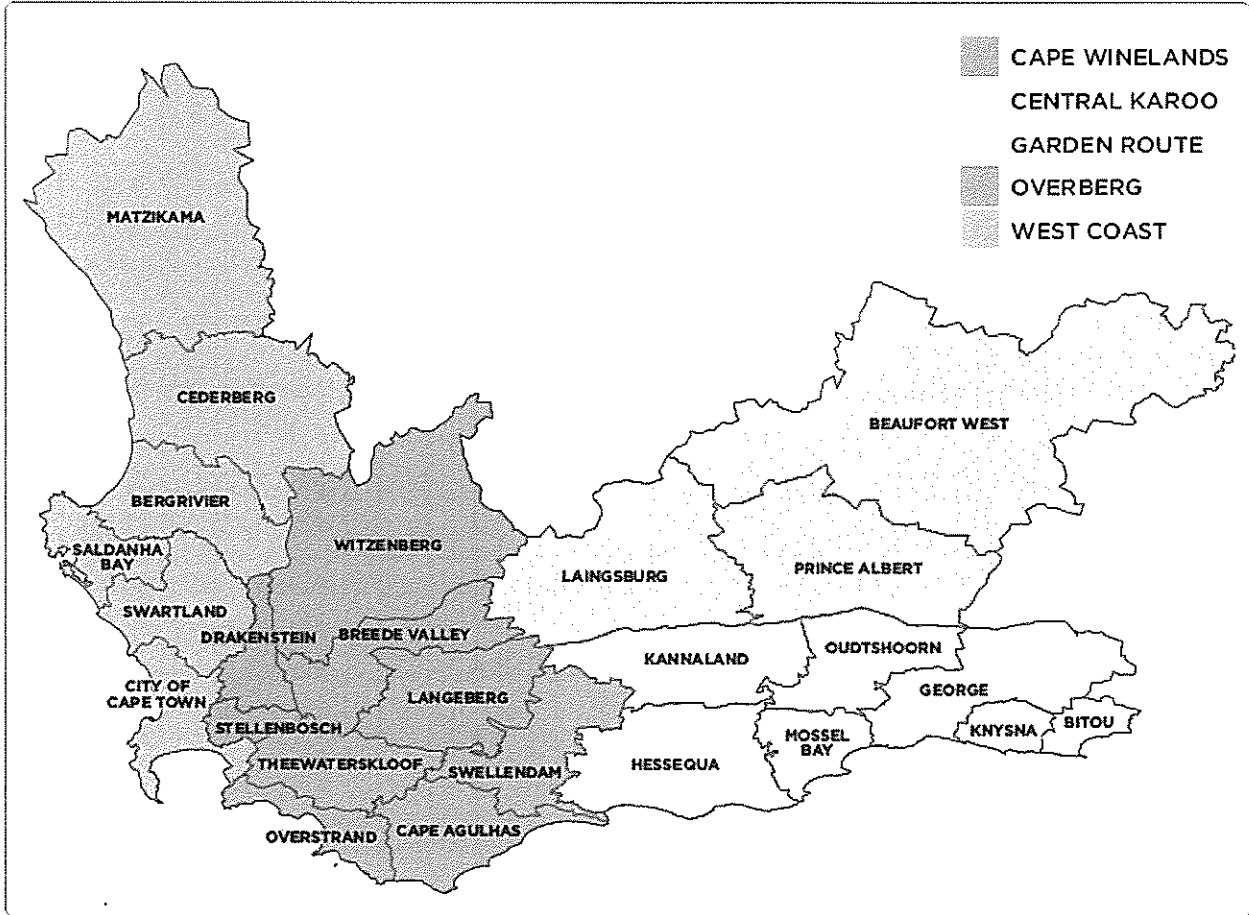 CAPE WINELANDS
CENTRAL KAROO
GARDEN ROUTE
OVERBERG
WEST COAST
MATZIKAMA
CEDERBERG
BEAUFORT WEST
BERGRIVIER
WITZENBERG
SALDANHA
BAY
LAINGSBURG
PRINCE ALBERT
SWARTLAND
DRAKENSTEIN
BREEDE VALLEY
KANNALAND
OUDTSHOORN
CITY OF
CAPE TOWN
LANGEBERG
GEORGE
STELLENBOSCH
MOSSEL
BAY
KNYSNA
BITOU
THEEWATERSKLOOF
SWELLENDAM
HESSEQUA
OVERSTRAND
CAPE AGULHAS